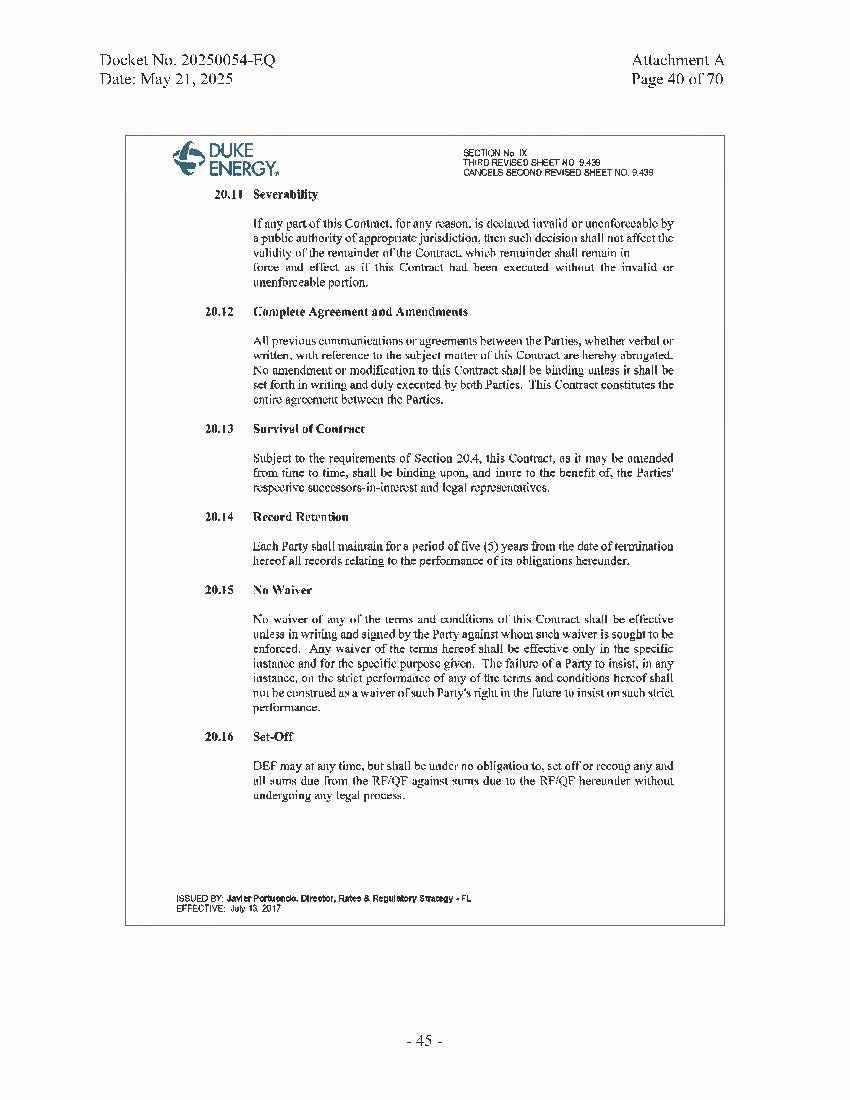 Docket No. 20250054-EQ
Date: May 21, 2025
Attachment A
Page 40 of 70
DUKE
ENERGY.
SECTION No. IX
THIRD REVISED SHEET NO. 9.439
CANCELS SECOND REVISED SHEET NO. 9.439
20.11 Severability
If any part of this Contract, for any reason, is declared invalid or unenforceable by
a public authority of appropriate jurisdiction, then such decision shall not affect the
validity of the remainder of the Contract, which remainder shall remain in
force and effect as if this Contract had been executed without the invalid or
unenforceable portion.
20.12 Complete Agreement and Amendments
All previous communications or agreements between the Parties, whether verbal or
written, with reference to the subject matter of this Contract are hereby abrogated.
No amendment or modification to this Contract shall be binding unless it shall be
set forth in writing and duly executed by both Parties. This Contract constitutes the
entire agreement between the Parties.
20.13 Survival of Contract
Subject to the requirements of Section 20.4, this Contract, as it may be amended
from time to time, shall be binding upon, and inure to the benefit of, the Parties'
respective successors-in-interest and legal representatives.
20.14 Record Retention
Each Party shall maintain for a period of five (5) years from the date of termination
hereof all records relating to the performance of its obligations hereunder.
20.15 No Waiver
No waiver of any of the terms and conditions of this Contract shall be effective
unless in writing and signed by the Party against whom such waiver is sought to be
enforced. Any waiver of the terms hereof shall be effective only in the specific
instance and for the specific purpose given. The failure of a Party to insist, in any
instance, on the strict performance of any of the terms and conditions hereof shall
not be construed as a waiver of such Party's right in the future to insist on such strict
performance.
20.16 Set-Off
DEF may at any time, but shall be under no obligation to, set off or recoup any and
all sums due from the RF/QF against sums due to the RF/QF hereunder without
undergoing any legal process.
ISSUED BY: Javier Portuondo, Director, Rates & Regulatory Strategy - FL
EFFECTIVE: July 13, 2017
- 45 -